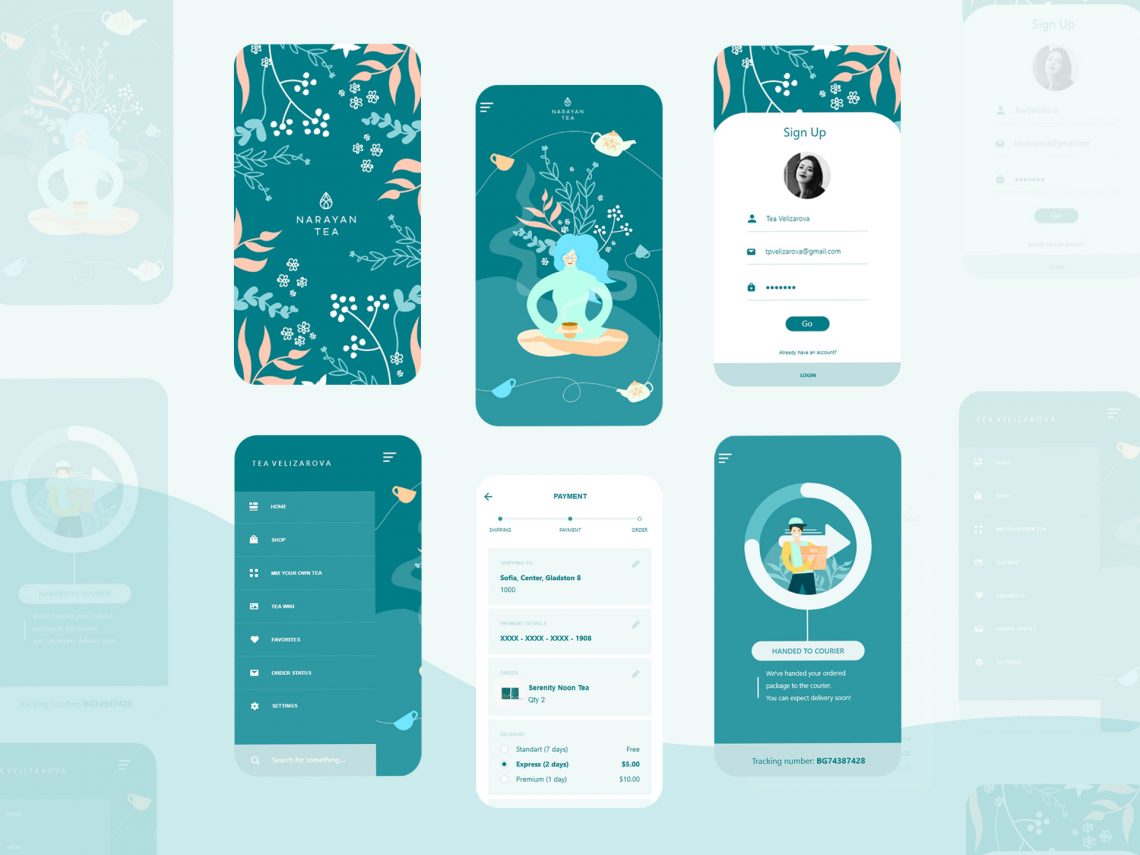 NARAYAN
TEA
NARAYAN
TEA
Sign Up
Tea Velizarova
tpvelizarova@gmail.com
Go
Already have an account?
LOGIN
TEA VELIZAROVA
HOME
SHOP
MIX YOUR OWN TEA
TEA WIKI
FAVORITES
ORDER STATUS
SETTINGS
Search for something...
PAYMENT
SHIPPING
PAYMENT
ORDER
SHIPPING TO
Sofia, Center, Gladston 8
1000
PAYMENT DETAILS
XXXX - XXXX - XXXX - 1908
ORDER
Serenity Noon Tea
Qty 2
DELIVERY
Standart (7 days) Free
Express (2 days) $5.00
Premium (1 day) $10.00
HANDED TO COURIER
We've handed your ordered
package to the courier.
You can expect delivery soon!
Tracking number: BG74387428
Sign Up
Tea Velizarova
tpvelizarova@gmail.com
Go
Already have an account?
LOGIN
HANDED TO COURIER
We've handed your ordered
package to the courier.
You can expect delivery soon!
Tracking number: BG74387428
TEA VELIZAROVA
HOME
SHOP
MIX YOUR OWN TEA
TEA WIKI
FAVORITES
ORDER STATUS
SETTINGS
TEA VELIZAROVA
HOME
SHOP